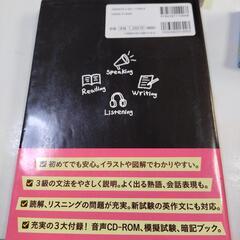 Speaking
Reading
Writing
Listening
初めてでも安心。イラストや図解でわかりやすい。
3級の文法をやさしく説明。よく出る熟語、会話表現も。
読解、リスニングの問題が充実。新試験の英作文にも対応。
充実の3大付録！音声CD-ROM、模擬試験、暗記ブック。